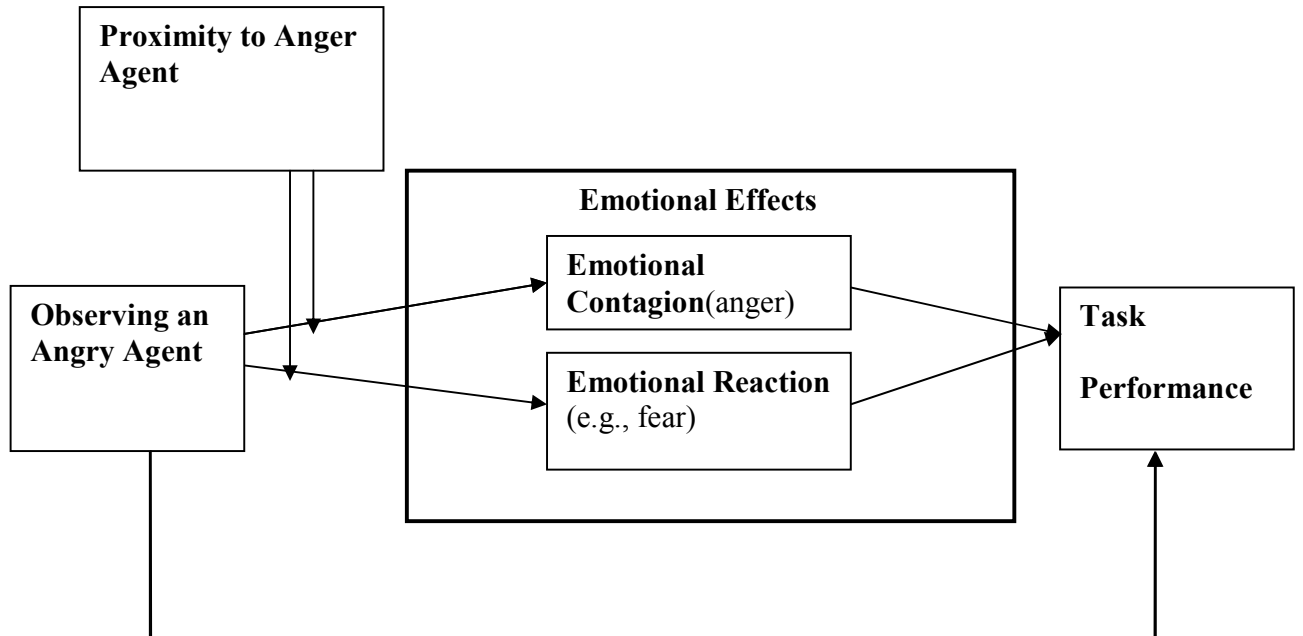 Proximity to Anger
Agent
Emotional Effects
Emotional
Contagion(anger)
Observing an
Angry Agent
Task
Performance
Emotional Reaction
(e.g., fear)